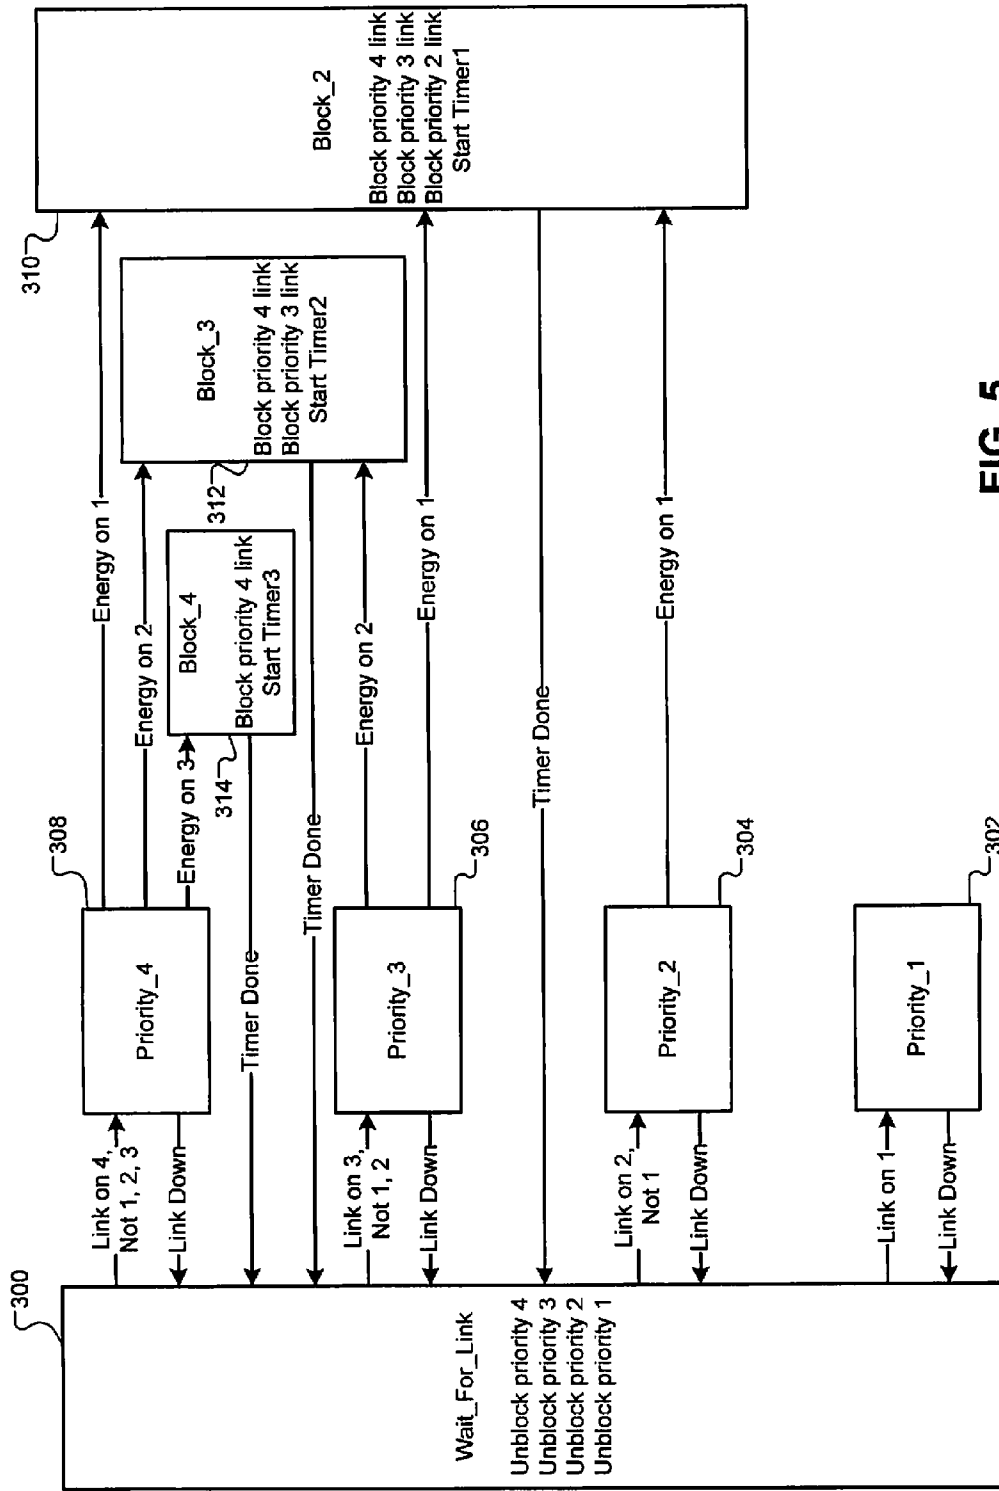 300
Wait_For_Link
Unblock priority 4
Unblock priority 3
Unblock priority 2
Unblock priority 1
Link on 4,
Not 1, 2, 3
Link Down
Timer Done
Timer Done
Link on 3,
Not 1, 2
Link Down
Timer Done
Link on 2,
Not 1
Link Down
Link on 1
Link Down
308
Priority_4
306
Priority_3
304
Priority_2
302
Priority_1
Energy on 1
Energy on 2
Energy on 3
Energy on 2
Energy on 1
Energy on 1
314
Block_4
Block priority 4 link
Start Timer3
312
Block_3
Block priority 4 link
Block priority 3 link
Start Timer2
310
Block_2
Block priority 4 link
Block priority 3 link
Block priority 2 link
Start Timer1
FIG. 5